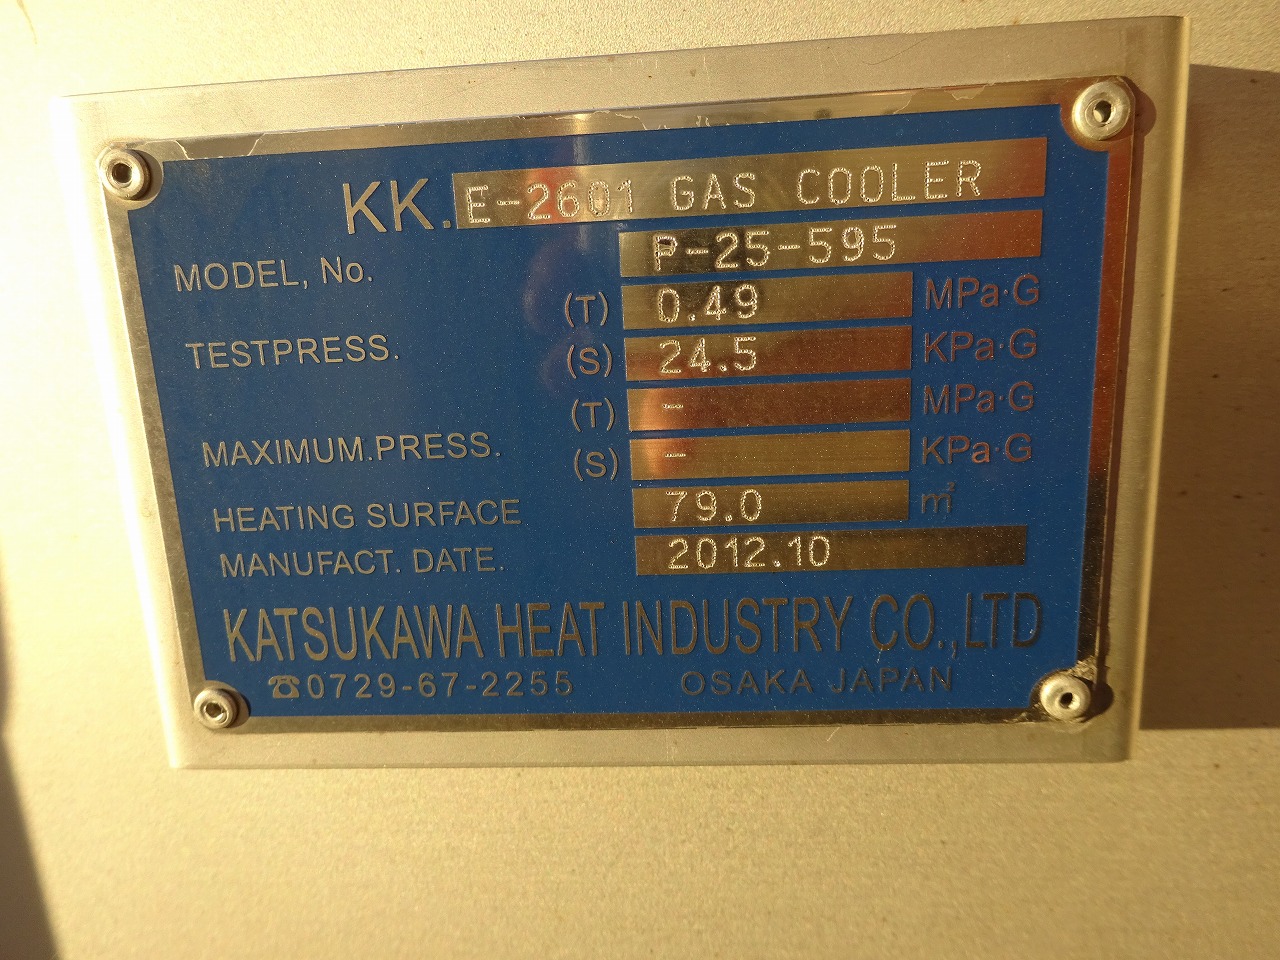 KK. E-2601 GAS COOLER
MODEL, No. P-25-595
TESTPRESS. (T) 0.49 MPa·G
(S) 24.5 KPa·G
MAXIMUM.PRESS. (T) - MPa·G
(S) - KPa·G
HEATING SURFACE 79.0 m²
MANUFACT. DATE. 2012.10
KATSUKAWA HEAT INDUSTRY CO.,LTD
☎0729-67-2255 OSAKA JAPAN